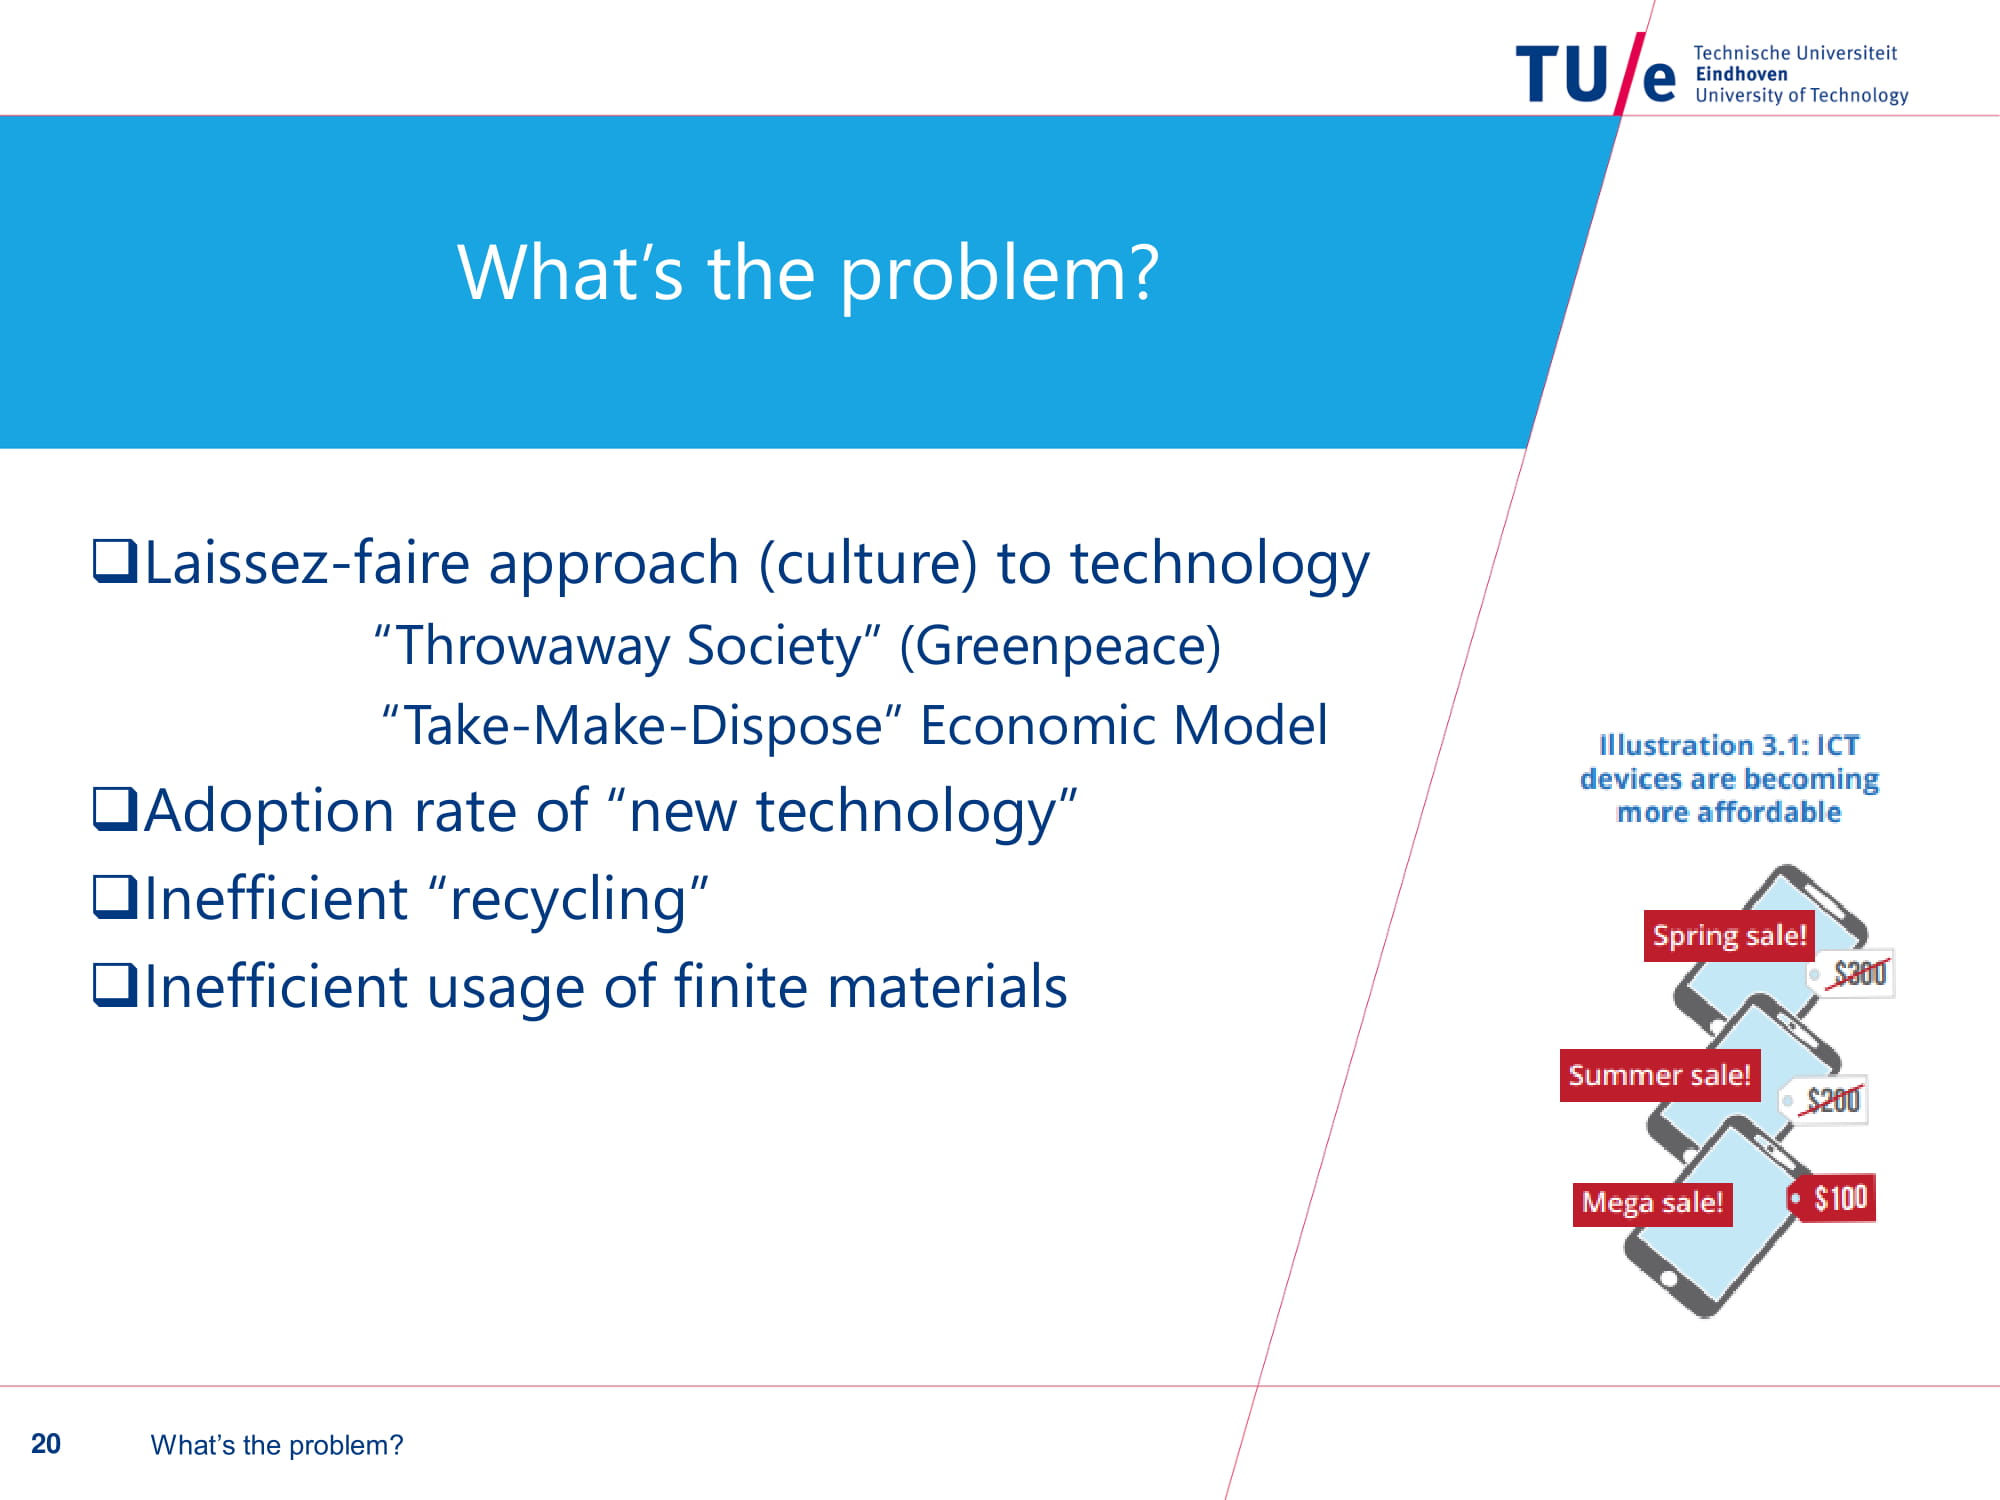 TU/e
Technische Universiteit
Eindhoven
University of Technology
What’s the problem?
❑Laissez-faire approach (culture) to technology
“Throwaway Society” (Greenpeace)
“Take-Make-Dispose” Economic Model
❑Adoption rate of “new technology”
❑Inefficient “recycling”
❑Inefficient usage of finite materials
Illustration 3.1: ICT
devices are becoming
more affordable
Spring sale!
$300
Summer sale!
$200
Mega sale!
$100
20 What’s the problem?